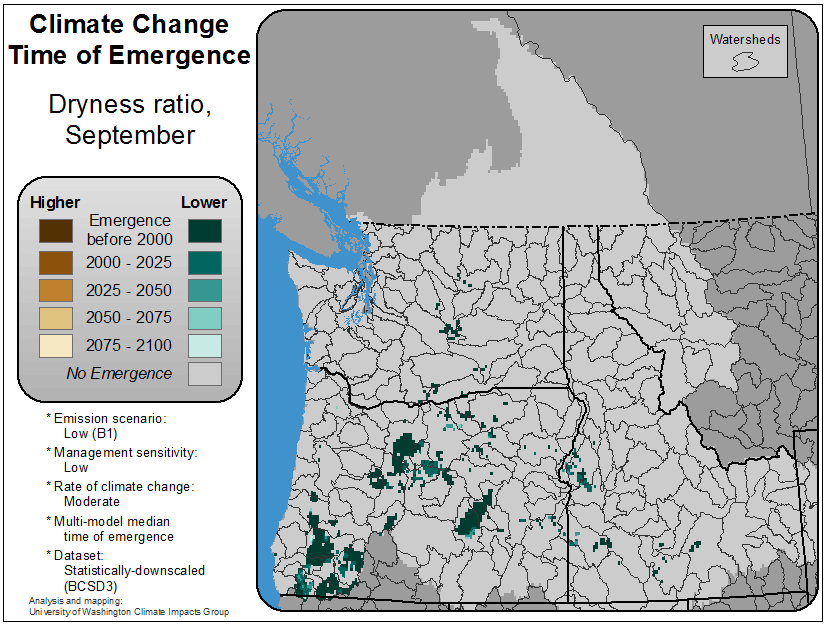 Climate Change
Time of Emergence
Dryness ratio,
September
Higher
Lower
Emergence
before 2000
2000 - 2025
2025 - 2050
2050 - 2075
2075 - 2100
No Emergence
* Emission scenario:
Low (B1)
* Management sensitivity:
Low
* Rate of climate change:
Moderate
* Multi-model median
time of emergence
* Dataset:
Statistically-downscaled
(BCSD3)
Analysis and mapping:
University of Washington Climate Impacts Group
Watersheds